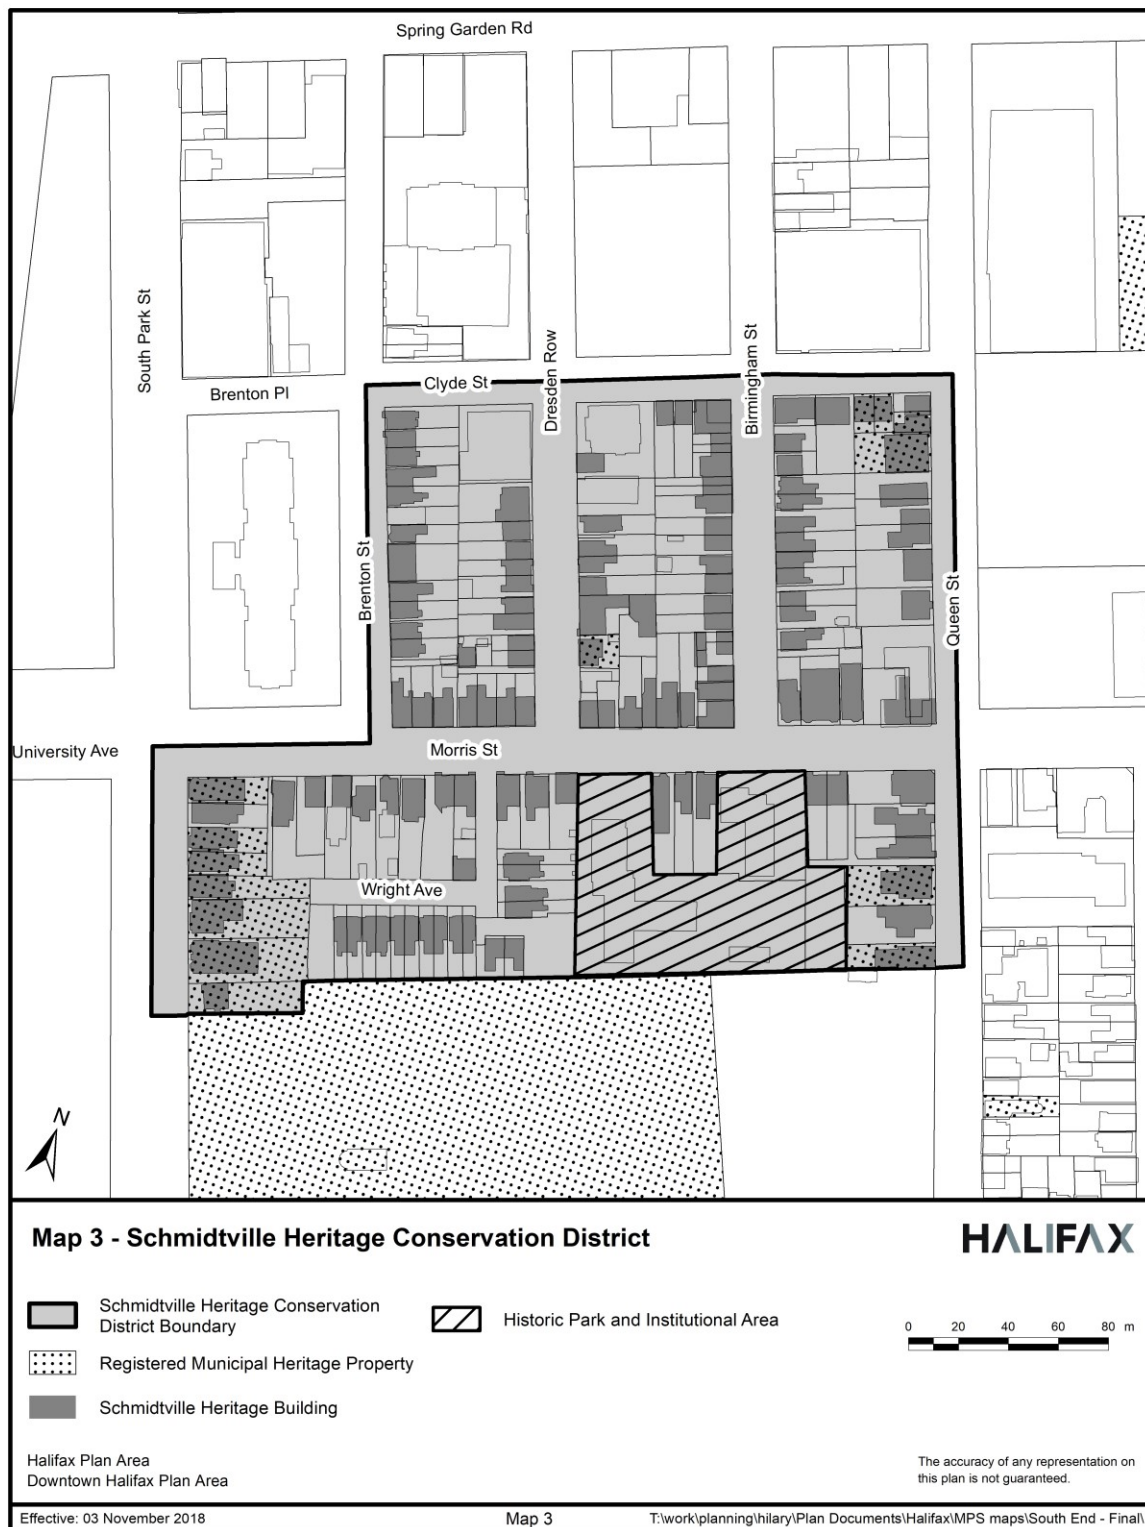 Spring Garden Rd
South Park St
Brenton Pl
Clyde St
Dresden Row
Birmingham St
Brenton St
Queen St
University Ave
Morris St
Wright Ave
N
Map 3 - Schmidtville Heritage Conservation District
HALIFAX
Schmidtville Heritage Conservation
District Boundary
Historic Park and Institutional Area
0 20 40 60 80 m
Registered Municipal Heritage Property
Schmidtville Heritage Building
Halifax Plan Area
Downtown Halifax Plan Area
The accuracy of any representation on
this plan is not guaranteed.
Effective: 03 November 2018
Map 3
T:\work\planning\hilary\Plan Documents\Halifax\MPS maps\South End - Final\